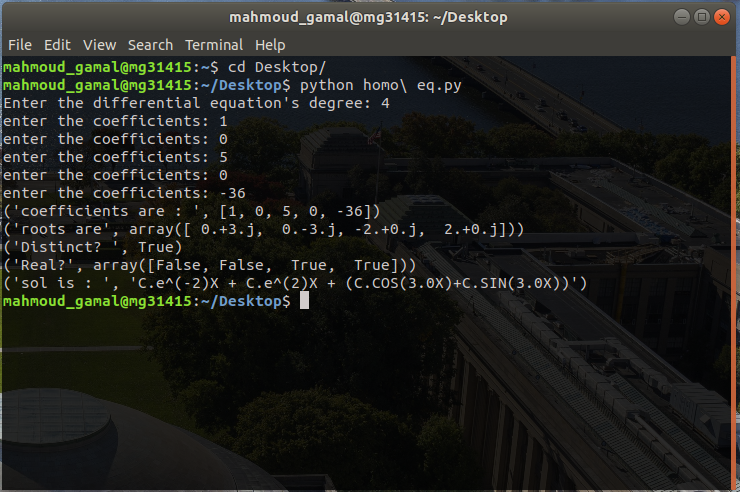 mahmoud_gamal@mg31415: ~/Desktop
File Edit View Search Terminal Help
mahmoud_gamal@mg31415:~$ cd Desktop/
mahmoud_gamal@mg31415:~/Desktop$ python homo\ eq.py
Enter the differential equation's degree: 4
enter the coefficients: 1
enter the coefficients: 0
enter the coefficients: 5
enter the coefficients: 0
enter the coefficients: -36
('coefficients are : ', [1, 0, 5, 0, -36])
('roots are', array([ 0.+3.j,  0.-3.j, -2.+0.j,  2.+0.j]))
('Distinct? ', True)
('Real?', array([False, False,  True,  True]))
('sol is : ', 'C.e^(-2)X + C.e^(2)X + (C.COS(3.0X)+C.SIN(3.0X))')
mahmoud_gamal@mg31415:~/Desktop$